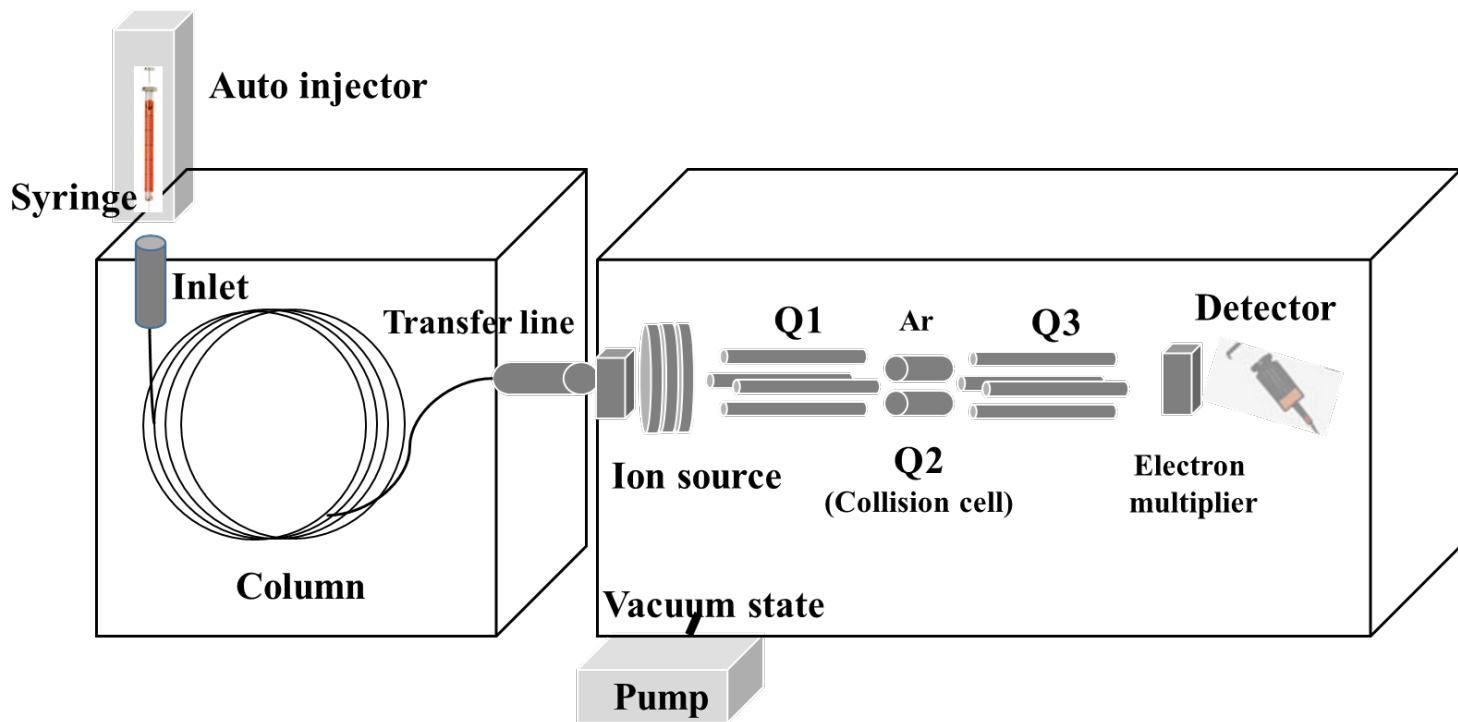 Auto injector
Syringe
Inlet
Transfer line
Column
Q1
Ar
Q3
Detector
Ion source
Q2
(Collision cell)
Electron
multiplier
Vacuum state
Pump